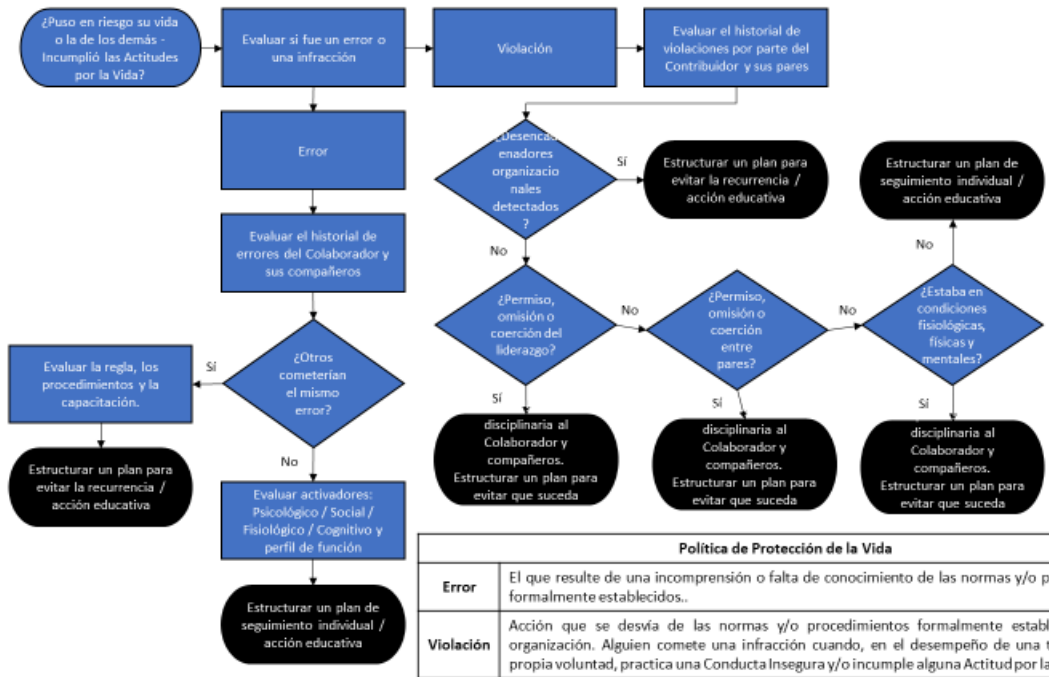 ¿Puso en riesgo su vida
o la de los demás -
Incumplió las Actitudes
por la Vida?
Evaluar si fue un error o
una infracción
Violación
Evaluar el historial de
violaciones por parte del
Contribuidor y sus pares
Error
¿Desencad
enadores
organizacio
nales
detectados
?
Sí
Estructurar un plan para
evitar la recurrencia /
acción educativa
Estructurar un plan de
seguimiento individual /
acción educativa
Evaluar el historial de
errores del Colaborador y
sus compañeros
No
No
¿Permiso,
omisión o
coerción del
liderazgo?
No
¿Permiso,
omisión o
coerción
entre
pares?
No
¿Estaba en
condiciones
fisiológicas,
físicas y
mentales?
Evaluar la regla, los
procedimientos y la
capacitación.
Sí
¿Otros
cometerían
el mismo
error?
Sí
Sí
Sí
disciplinaria al
Colaborador y
compañeros.
Estructurar un plan para
evitar que suceda
disciplinaria al
Colaborador y
compañeros.
Estructurar un plan para
evitar que suceda
disciplinaria al
Colaborador y
compañeros.
Estructurar un plan para
evitar que suceda
Estructurar un plan para
evitar la recurrencia /
acción educativa
No
Evaluar activadores:
Psicológico / Social /
Fisiológico / Cognitivo y
perfil de función
Estructurar un plan de
seguimiento individual /
acción educativa
Política de Protección de la Vida
Error
El que resulte de una incomprensión o falta de conocimiento de las normas y/o p
formalmente establecidos..
Violación
Acción que se desvía de las normas y/o procedimientos formalmente estable
organización. Alguien comete una infracción cuando, en el desempeño de una t
propia voluntad, practica una Conducta Insegura y/o incumple alguna Actitud por la